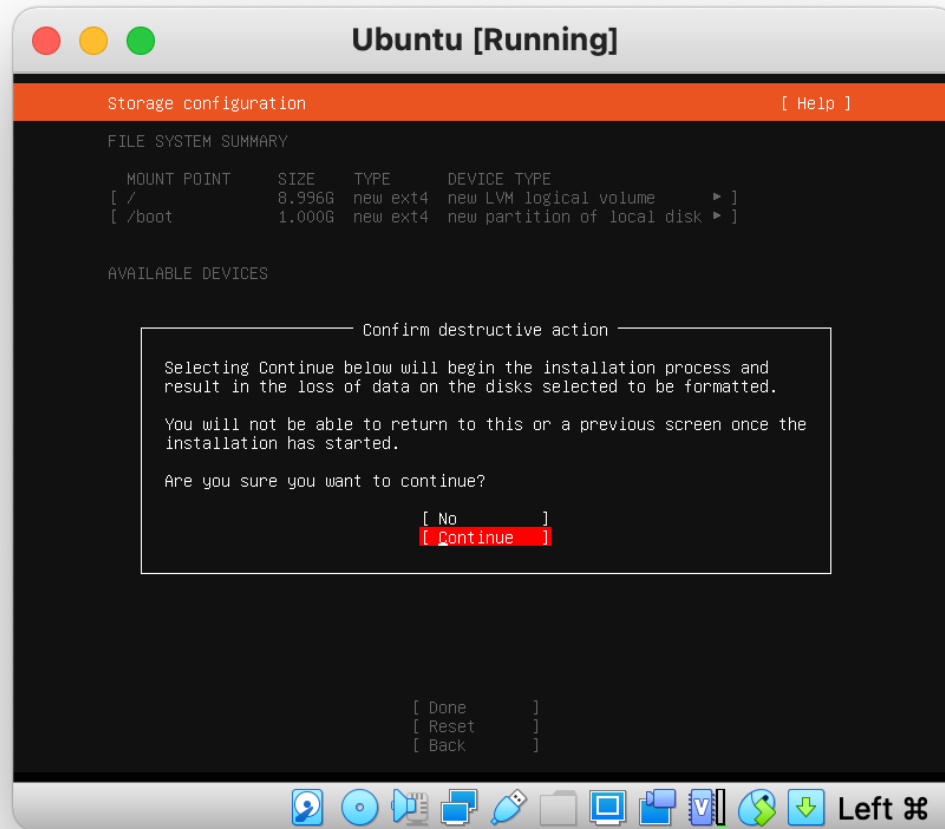 Ubuntu [Running]
Storage configuration [ Help ]
FILE SYSTEM SUMMARY
MOUNT POINT SIZE TYPE DEVICE TYPE
[ / 8.996G new ext4 new LVM logical volume ▸ ]
[ /boot 1.000G new ext4 new partition of local disk ▸ ]
AVAILABLE DEVICES
Confirm destructive action
Selecting Continue below will begin the installation process and
result in the loss of data on the disks selected to be formatted.
You will not be able to return to this or a previous screen once the
installation has started.
Are you sure you want to continue?
[ No ]
[ Continue ]
[ Done ]
[ Reset ]
[ Back ]
Left ⌘